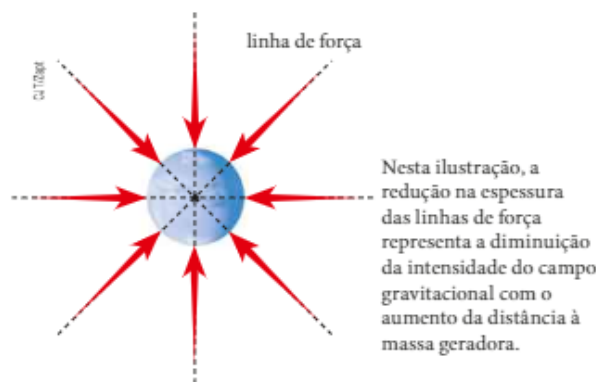 linha de força
Nesta ilustração, a
redução na espessura
das linhas de força
representa a diminuição
da intensidade do campo
gravitacional com o
aumento da distância à
massa geradora.